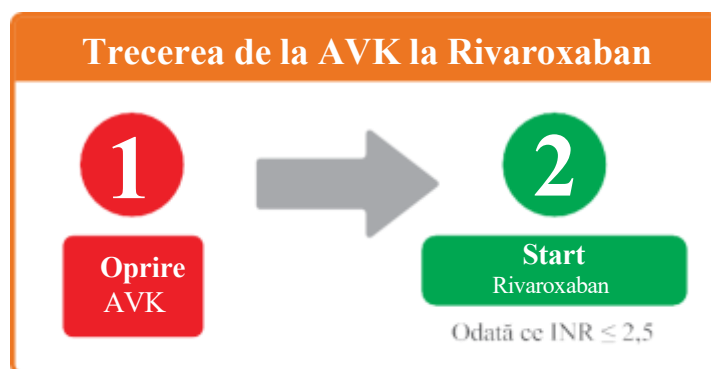 Trecerea de la AVK la Rivaroxaban
1
2
Oprire
AVK
Start
Rivaroxaban
Odată ce INR ≤ 2,5